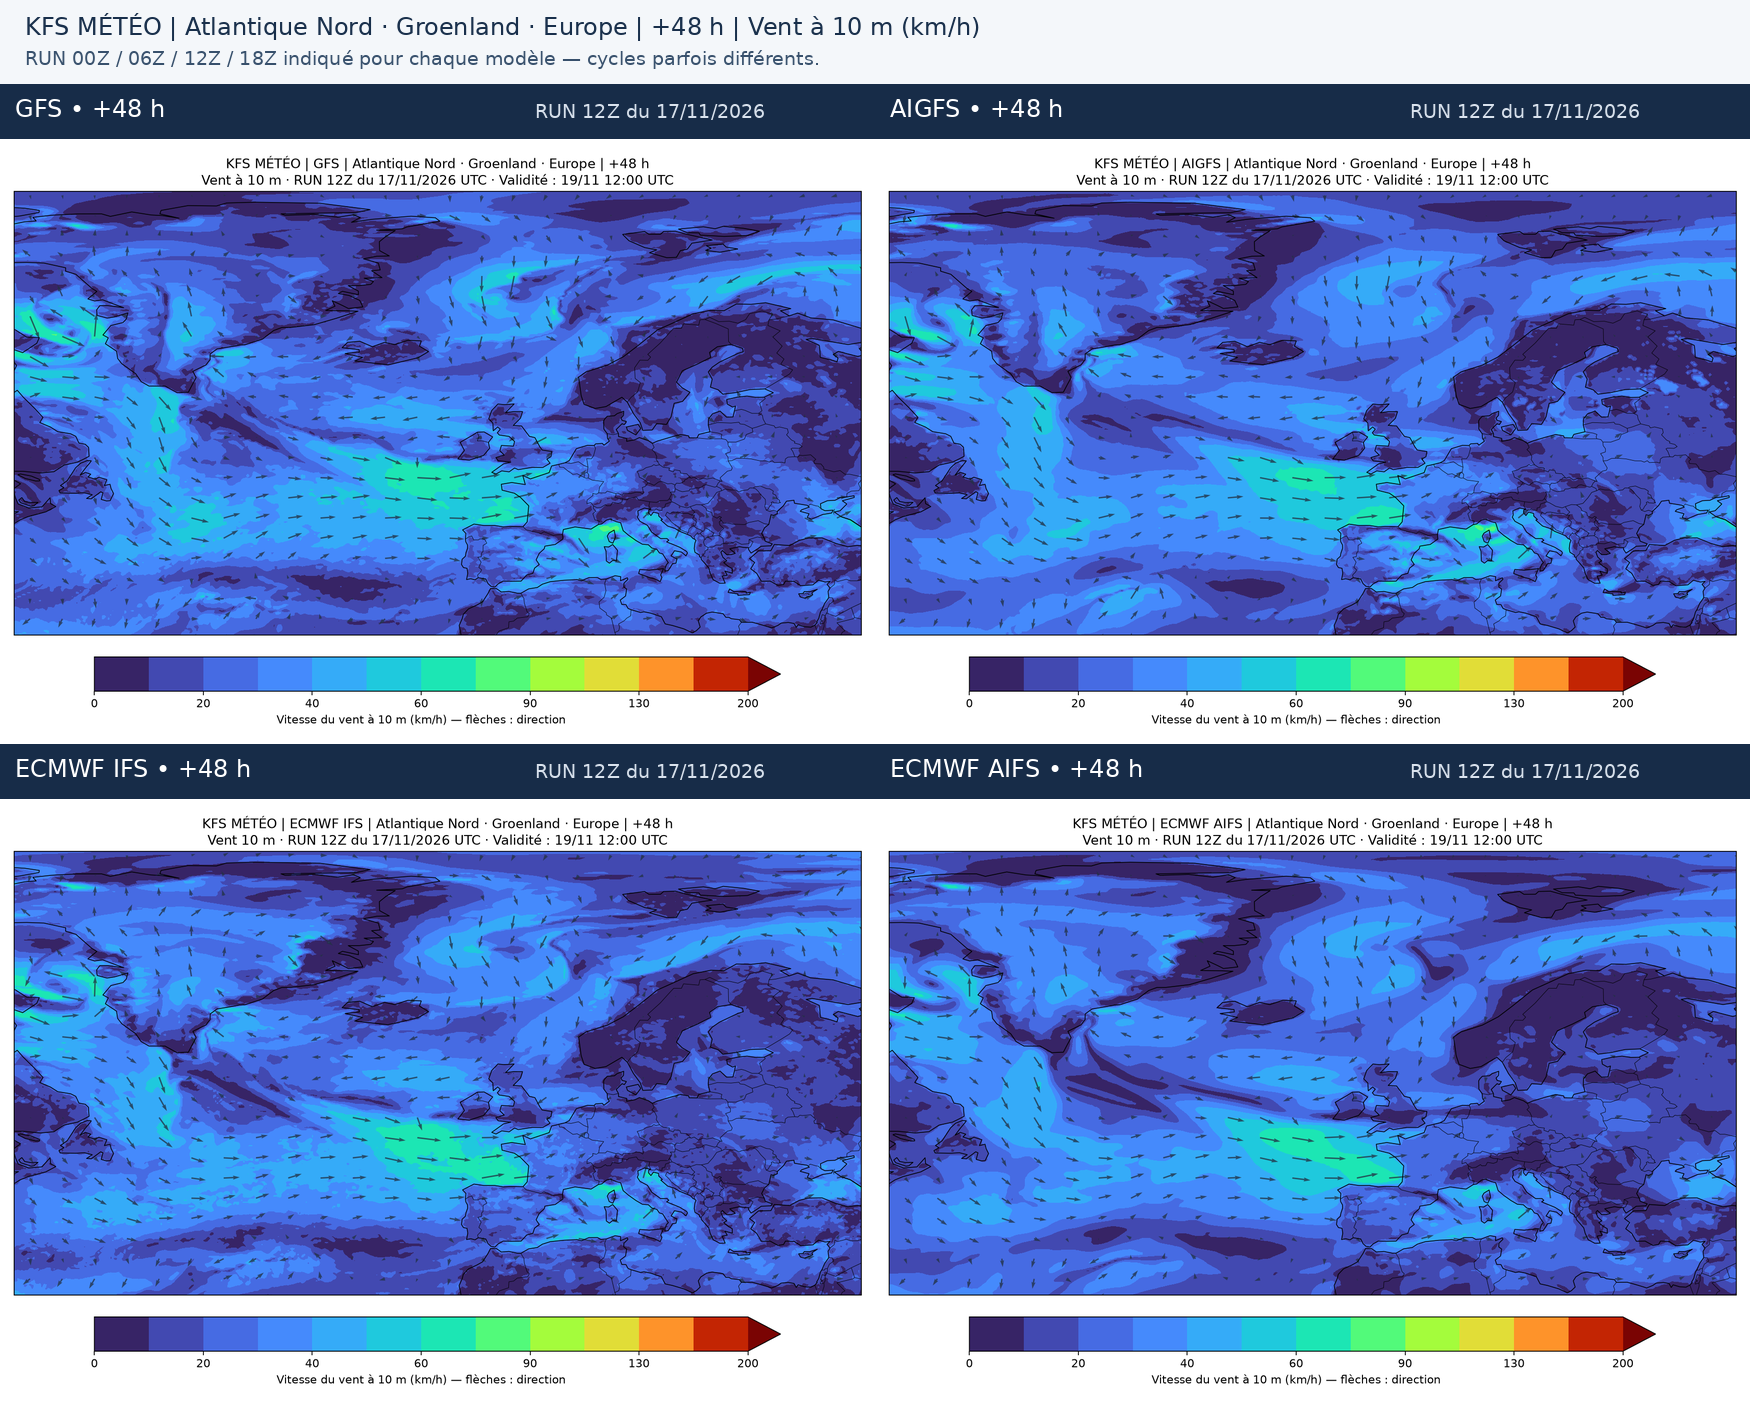 KFS MÉTÉO | Atlantique Nord · Groenland · Europe | +48 h | Vent à 10 m (km/h)
RUN 00Z / 06Z / 12Z / 18Z indiqué pour chaque modèle — cycles parfois différents.
GFS • +48 h
RUN 12Z du 17/11/2026
KFS MÉTÉO | GFS | Atlantique Nord · Groenland · Europe | +48 h
Vent à 10 m · RUN 12Z du 17/11/2026 UTC · Validité : 19/11 12:00 UTC
0 20 40 60 90 130 200
Vitesse du vent à 10 m (km/h) — flèches : direction
AIGFS • +48 h
RUN 12Z du 17/11/2026
KFS MÉTÉO | AIGFS | Atlantique Nord · Groenland · Europe | +48 h
Vent à 10 m · RUN 12Z du 17/11/2026 UTC · Validité : 19/11 12:00 UTC
0 20 40 60 90 130 200
Vitesse du vent à 10 m (km/h) — flèches : direction
ECMWF IFS • +48 h
RUN 12Z du 17/11/2026
KFS MÉTÉO | ECMWF IFS | Atlantique Nord · Groenland · Europe | +48 h
Vent 10 m · RUN 12Z du 17/11/2026 UTC · Validité : 19/11 12:00 UTC
0 20 40 60 90 130 200
Vitesse du vent à 10 m (km/h) — flèches : direction
ECMWF AIFS • +48 h
RUN 12Z du 17/11/2026
KFS MÉTÉO | ECMWF AIFS | Atlantique Nord · Groenland · Europe | +48 h
Vent 10 m · RUN 12Z du 17/11/2026 UTC · Validité : 19/11 12:00 UTC
0 20 40 60 90 130 200
Vitesse du vent à 10 m (km/h) — flèches : direction